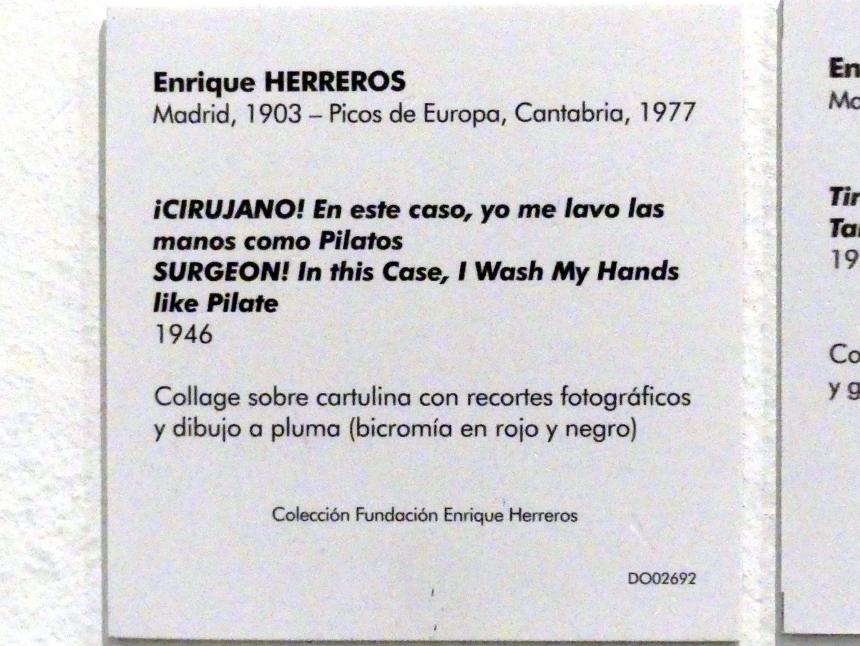 Enrique HERREROS
Madrid, 1903 – Picos de Europa, Cantabria, 1977
¡CIRUJANO! En este caso, yo me lavo las
manos como Pilatos
SURGEON! In this Case, I Wash My Hands
like Pilate
1946
Collage sobre cartulina con recortes fotográficos
y dibujo a pluma (bicromía en rojo y negro)
Colección Fundación Enrique Herreros
DO02692